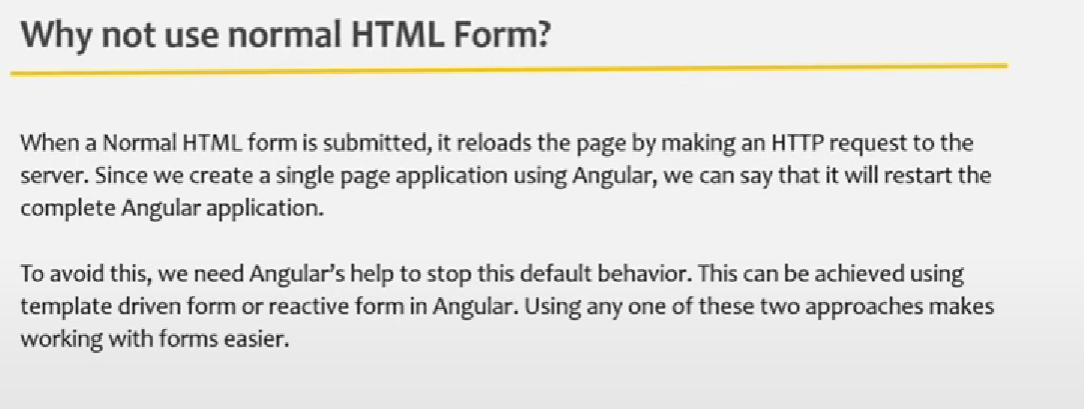 Why not use normal HTML Form?
When a Normal HTML form is submitted, it reloads the page by making an HTTP request to the
server. Since we create a single page application using Angular, we can say that it will restart the
complete Angular application.
To avoid this, we need Angular's help to stop this default behavior. This can be achieved using
template driven form or reactive form in Angular. Using any one of these two approaches makes
working with forms easier.